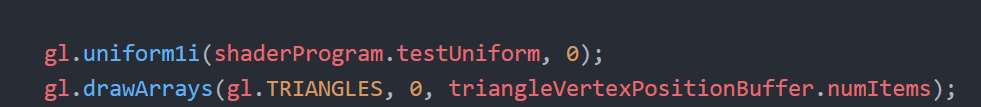 gl.uniform1i(shaderProgram.testUniform, 0);
gl.drawArrays(gl.TRIANGLES, 0, triangleVertexPositionBuffer.numItems);